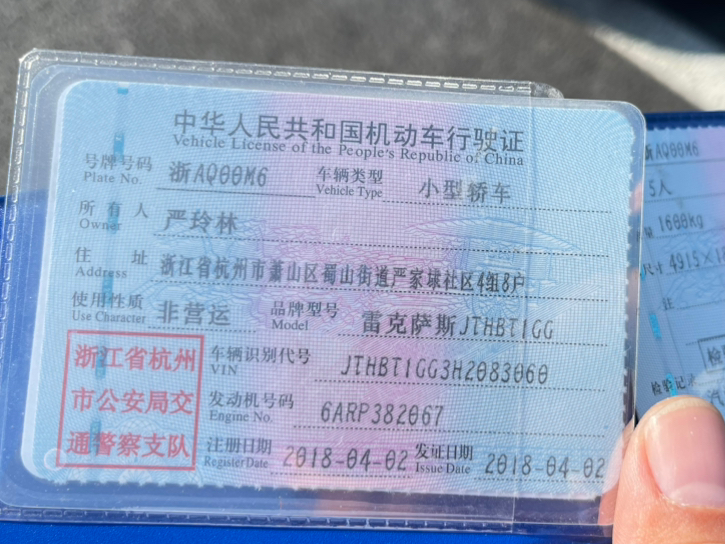 中华人民共和国机动车行驶证
Vehicle License of the People's Republic of China
号牌号码 浙AQ00M6 车辆类型 小型轿车
Plate No. Vehicle Type
所有人 严玲林
Owner
住址 浙江省杭州市萧山区蜀山街道严家埭社区4组8户
Address
使用性质 非营运 品牌型号 雷克萨斯JTHBT1GG
Use Character Model
浙江省杭州
市公安局交
通警察支队
车辆识别代号 JTHBT1GG3H2083060
VIN
发动机号码 6ARP382067
Engine No.
注册日期 2018-04-02 发证日期 2018-04-02
Register Date Issue Date
浙AQ00M6
5人
1600kg
尺寸 4915×1
注
检验记录